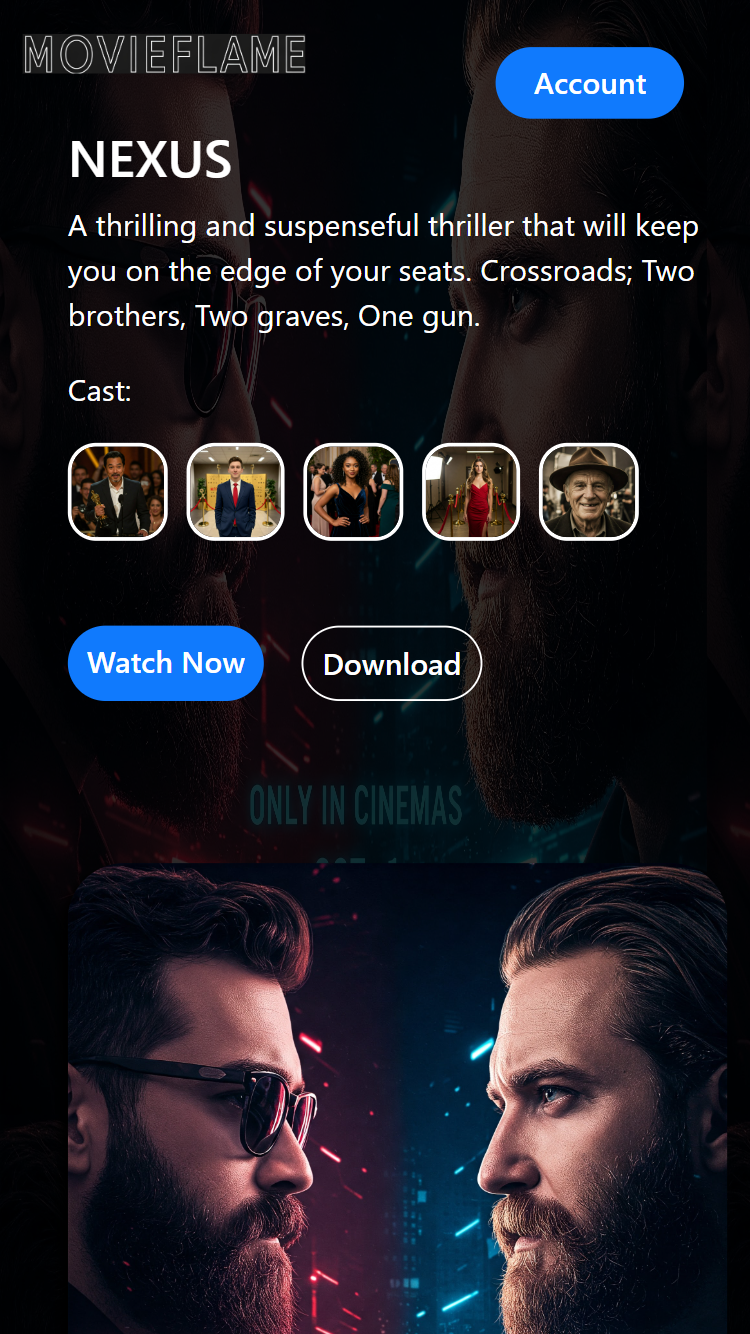 MOVIEFLAME
Account
NEXUS
A thrilling and suspenseful thriller that will keep
you on the edge of your seats. Crossroads; Two
brothers, Two graves, One gun.
Cast:
Watch Now
Download
ONLY IN CINEMAS